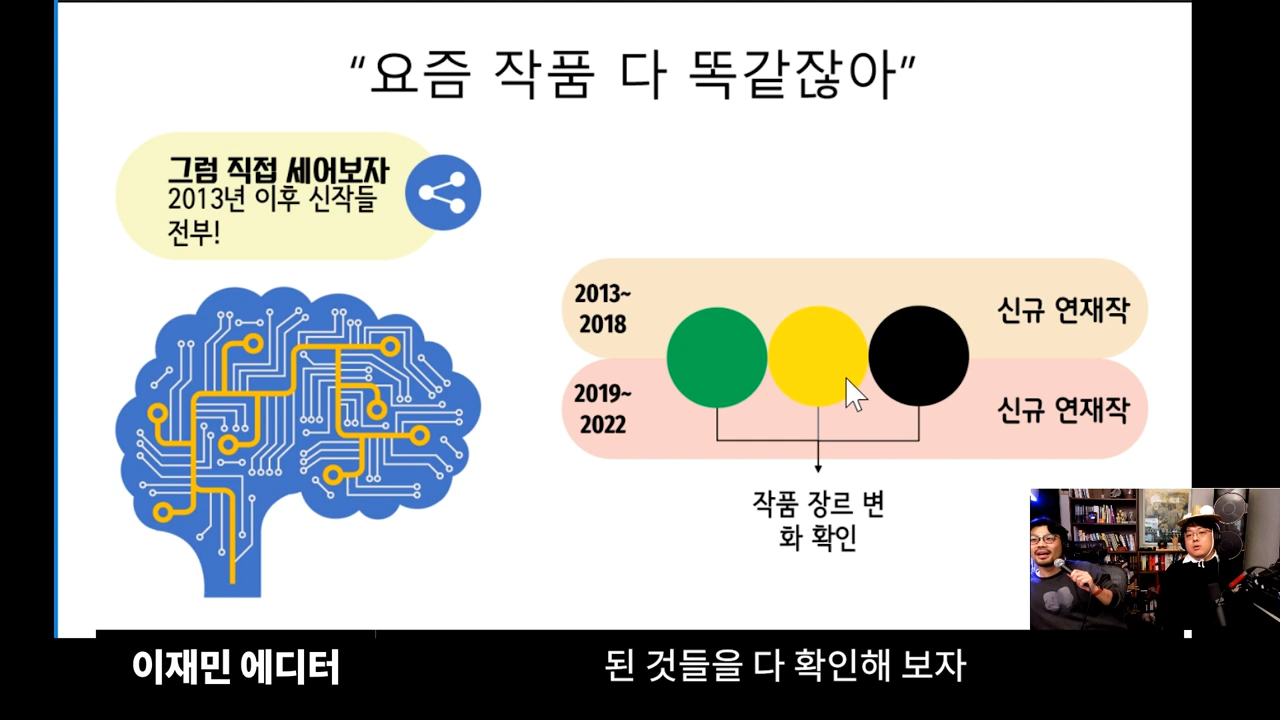 “요즘 작품 다 똑같잖아”
그럼 직접 세어보자
2013년 이후 신작들
전부!
2013~
2018
신규 연재작
2019~
2022
신규 연재작
작품 장르 변
화 확인
이재민 에디터
된 것들을 다 확인해 보자